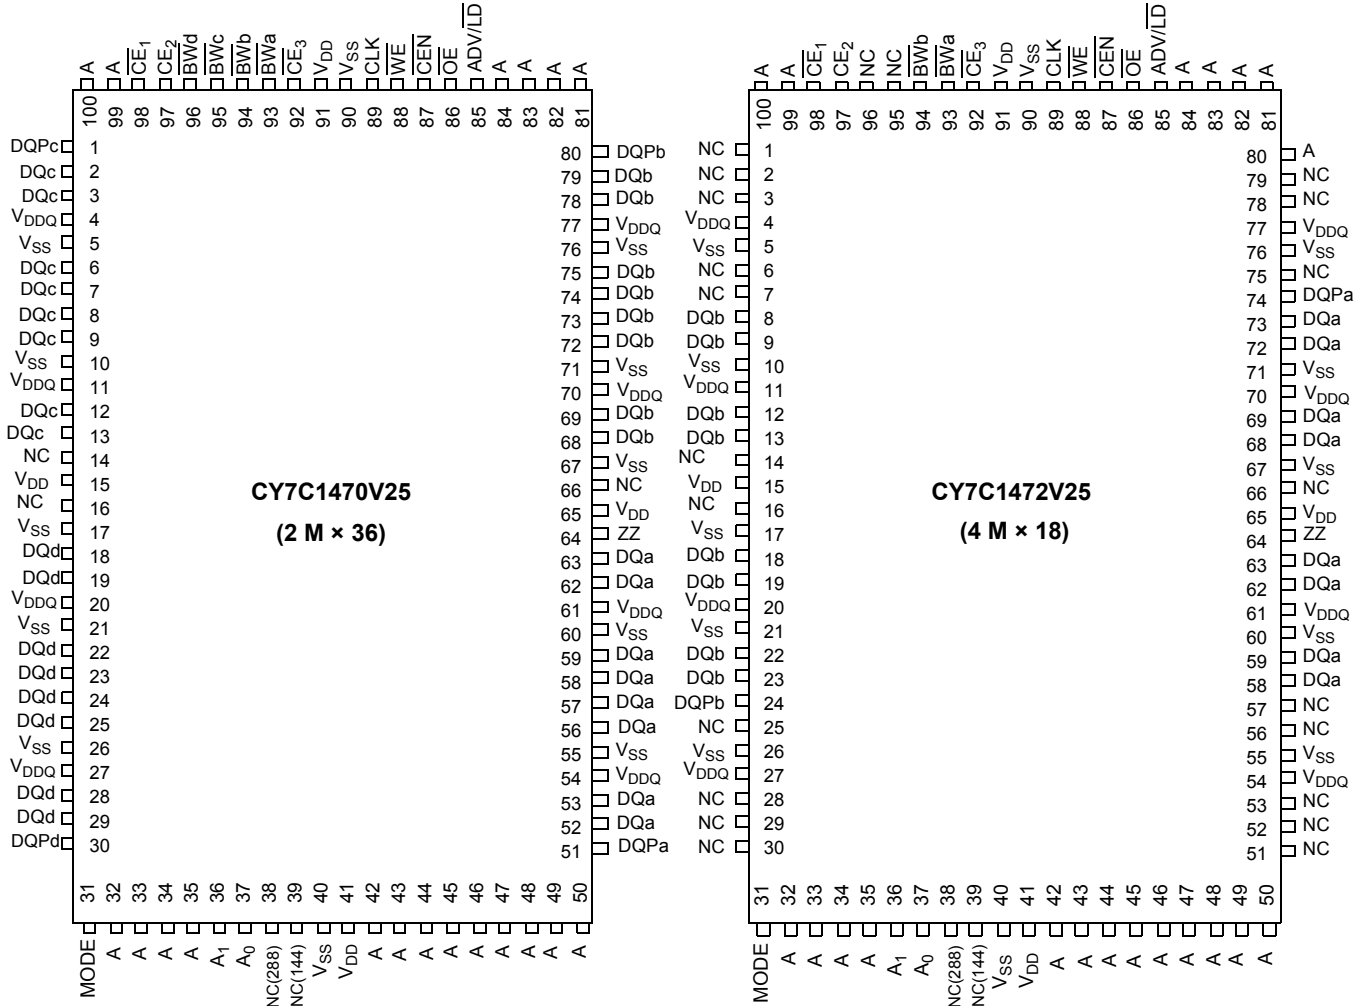 A A CE1 CE2 BWd BWc BWb BWa CE3 VDD VSS CLK WE CEN OE ADV/LD A A A A
100 99 98 97 96 95 94 93 92 91 90 89 88 87 86 85 84 83 82 81
DQPc 1
DQc 2
DQc 3
VDDQ 4
VSS 5
DQc 6
DQc 7
DQc 8
DQc 9
VSS 10
VDDQ 11
DQc 12
DQc 13
NC 14
VDD 15
NC 16
VSS 17
DQd 18
DQd 19
VDDQ 20
VSS 21
DQd 22
DQd 23
DQd 24
DQd 25
VSS 26
VDDQ 27
DQd 28
DQd 29
DQPd 30
CY7C1470V25
(2 M × 36)
80 DQPb
79 DQb
78 DQb
77 VDDQ
76 VSS
75 DQb
74 DQb
73 DQb
72 DQb
71 VSS
70 VDDQ
69 DQb
68 DQb
67 VSS
66 NC
65 VDD
64 ZZ
63 DQa
62 DQa
61 VDDQ
60 VSS
59 DQa
58 DQa
57 DQa
56 DQa
55 VSS
54 VDDQ
53 DQa
52 DQa
51 DQPa
31 32 33 34 35 36 37 38 39 40 41 42 43 44 45 46 47 48 49 50
MODE A A A A A1 A0 NC(288) NC(144) VSS VDD A A A A A A A A A
A A CE1 CE2 NC NC BWb BWa CE3 VDD VSS CLK WE CEN OE ADV/LD A A A A
100 99 98 97 96 95 94 93 92 91 90 89 88 87 86 85 84 83 82 81
NC 1
NC 2
NC 3
VDDQ 4
VSS 5
NC 6
NC 7
DQb 8
DQb 9
VSS 10
VDDQ 11
DQb 12
DQb 13
NC 14
VDD 15
NC 16
VSS 17
DQb 18
DQb 19
VDDQ 20
VSS 21
DQb 22
DQb 23
DQPb 24
NC 25
VSS 26
VDDQ 27
NC 28
NC 29
NC 30
CY7C1472V25
(4 M × 18)
80 A
79 NC
78 NC
77 VDDQ
76 VSS
75 NC
74 DQPa
73 DQa
72 DQa
71 VSS
70 VDDQ
69 DQa
68 DQa
67 VSS
66 NC
65 VDD
64 ZZ
63 DQa
62 DQa
61 VDDQ
60 VSS
59 DQa
58 DQa
57 NC
56 NC
55 VSS
54 VDDQ
53 NC
52 NC
51 NC
31 32 33 34 35 36 37 38 39 40 41 42 43 44 45 46 47 48 49 50
MODE A A A A A1 A0 NC(288) NC(144) VSS VDD A A A A A A A A A